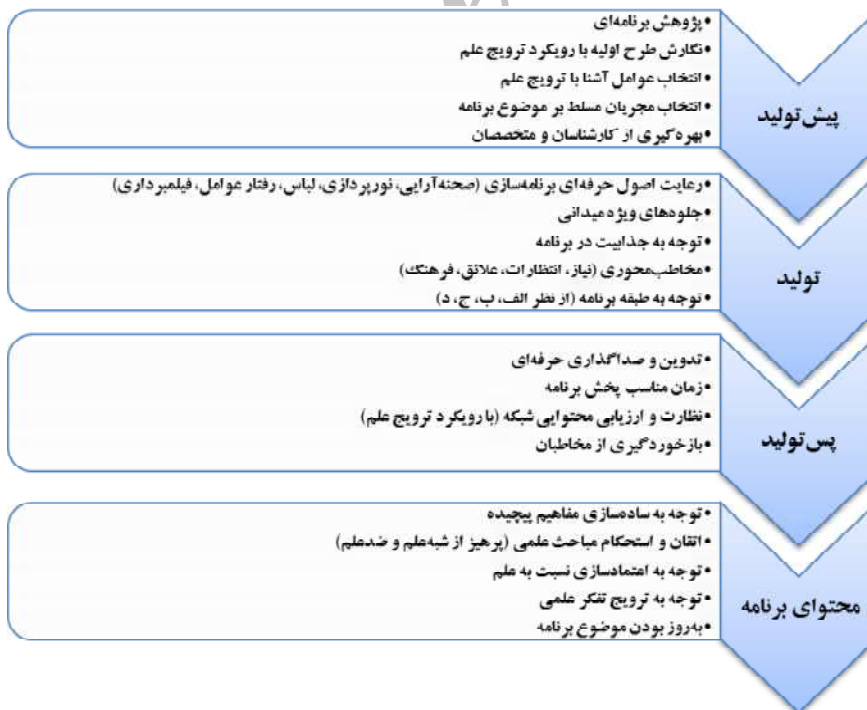 پیش‌تولید
•پژوهش برنامه‌ای
•نگارش طرح اولیه با رویکرد ترویج علم
•انتخاب عوامل آشنا با ترویج علم
•انتخاب مجریان مسلط بر موضوع برنامه
•بهره‌گیری از کارشناسان و متخصصان
تولید
•رعایت اصول حرفه‌ای برنامه‌سازی (صحنه‌آرایی، نورپردازی، لباس، رفتار عوامل، فیلمبرداری)
•جلوه‌های ویژه میدانی
•توجه به جذابیت در برنامه
•مخاطب‌محوری (نیاز، انتظارات، علائق، فرهنگ)
•توجه به طبقه برنامه (از نظر الف، ب، ج، د)
پس‌تولید
•تدوین و صداگذاری حرفه‌ای
•زمان مناسب پخش برنامه
•نظارت و ارزیابی محتوایی شبکه (با رویکرد ترویج علم)
•بازخوردگیری از مخاطبان
محتوای برنامه
•توجه به ساده‌سازی مفاهیم پیچیده
•اتقان و استحکام مباحث علمی (پرهیز از شبه‌علم و ضدعلم)
•توجه به اعتمادسازی نسبت به علم
•توجه به ترویج تفکر علمی
•به‌روز بودن موضوع برنامه